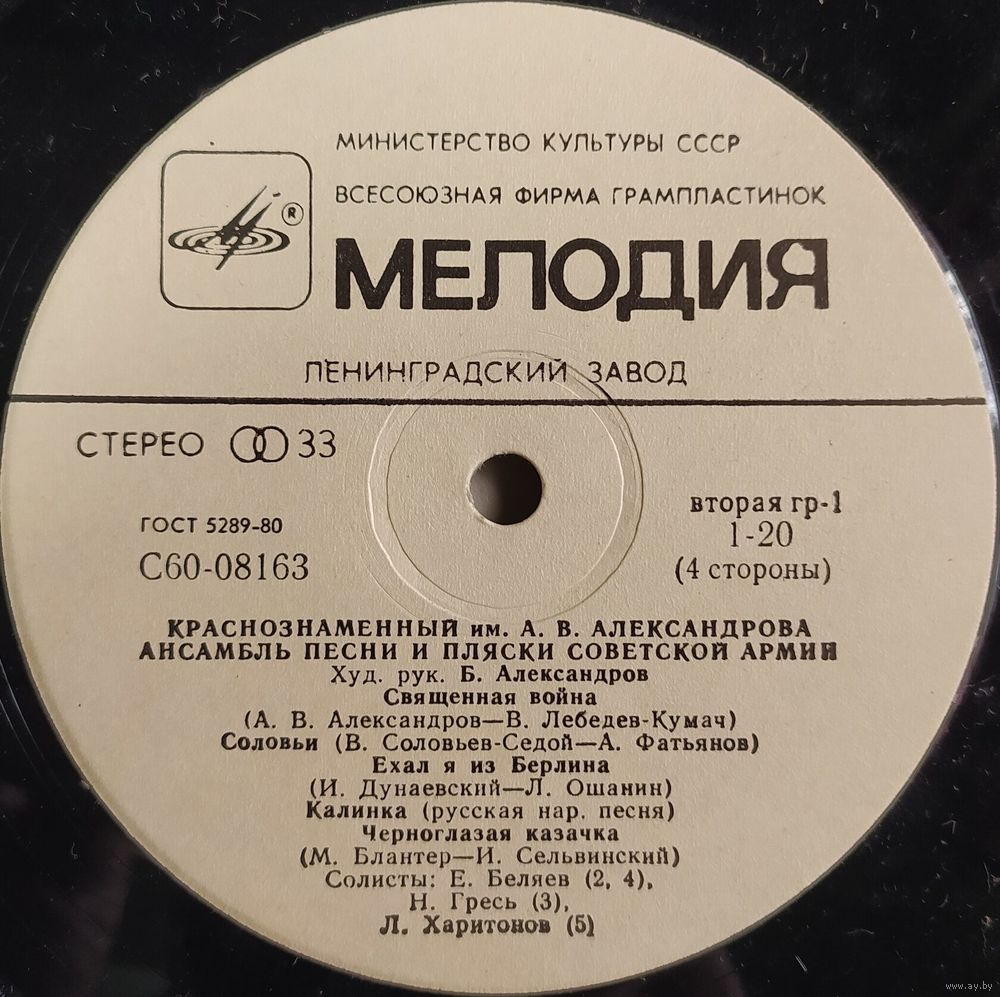 МИНИСТЕРСТВО КУЛЬТУРЫ СССР
ВСЕСОЮЗНАЯ ФИРМА ГРАМПЛАСТИНОК
®
МЕЛОДИЯ
ЛЕНИНГРАДСКИЙ ЗАВОД
СТЕРЕО 33
ГОСТ 5289-80
С60-08163
вторая гр-1
1-20
(4 стороны)
КРАСНОЗНАМЕННЫЙ им. А. В. АЛЕКСАНДРОВА
АНСАМБЛЬ ПЕСНИ И ПЛЯСКИ СОВЕТСКОЙ АРМИИ
Худ. рук. Б. Александров
Священная война
(А. В. Александров—В. Лебедев-Кумач)
Соловьи (В. Соловьев-Седой—А. Фатьянов)
Ехал я из Берлина
(И. Дунаевский—Л. Ошанин)
Калинка (русская нар. песня)
Черноглазая казачка
(М. Блантер—И. Сельвинский)
Солисты: Е. Беляев (2, 4),
Н. Гресь (3),
Л. Харитонов (5)
www.ay.by